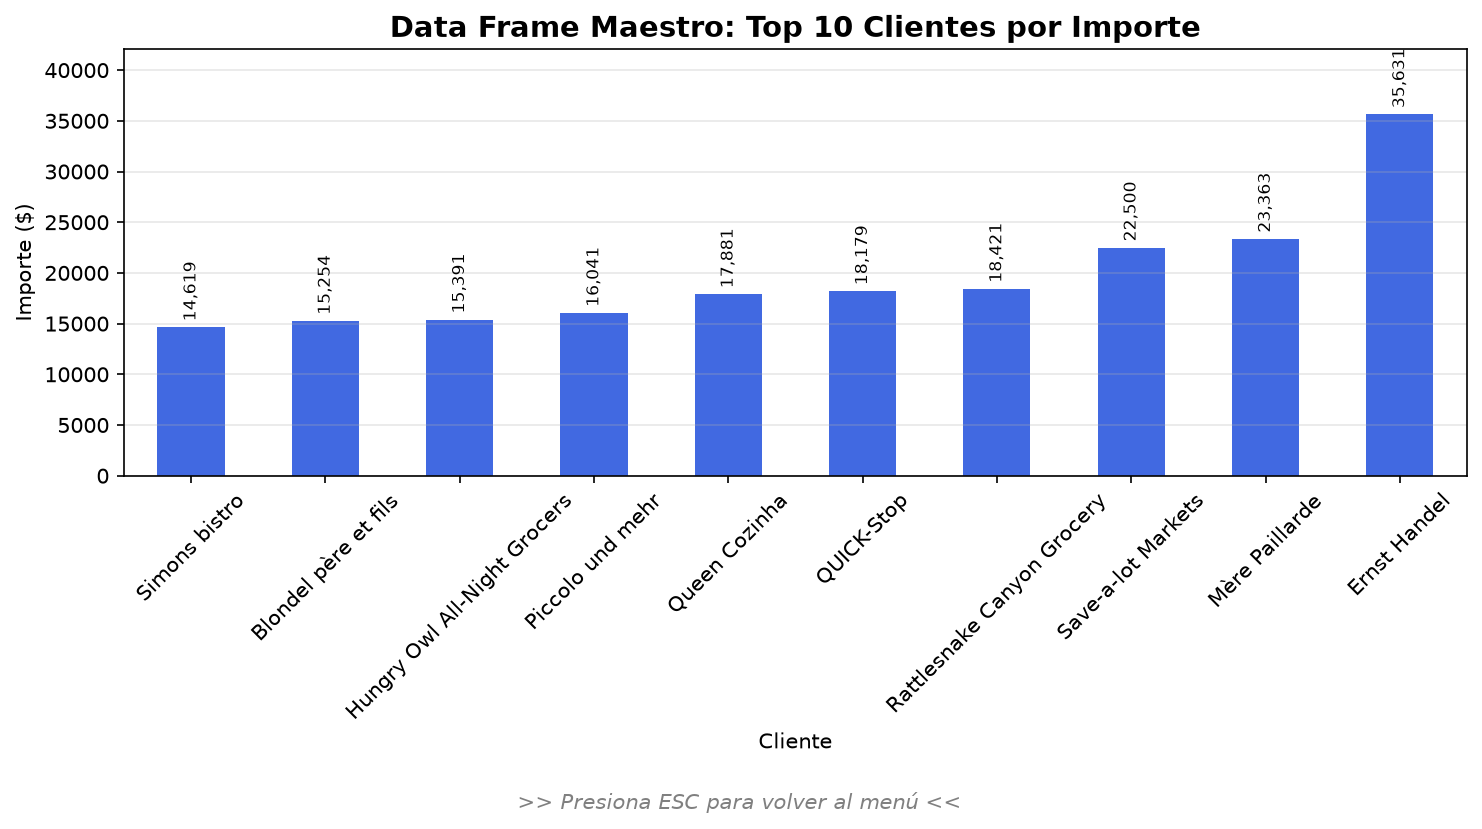 Data Frame Maestro: Top 10 Clientes por Importe
Importe ($)
40000
35000
30000
25000
20000
15000
10000
5000
0
14,619
15,254
15,391
16,041
17,881
18,179
18,421
22,500
23,363
35,631
Simons bistro
Blondel père et fils
Hungry Owl All-Night Grocers
Piccolo und mehr
Queen Cozinha
QUICK-Stop
Rattlesnake Canyon Grocery
Save-a-lot Markets
Mère Paillarde
Ernst Handel
Cliente
>> Presiona ESC para volver al menú <<